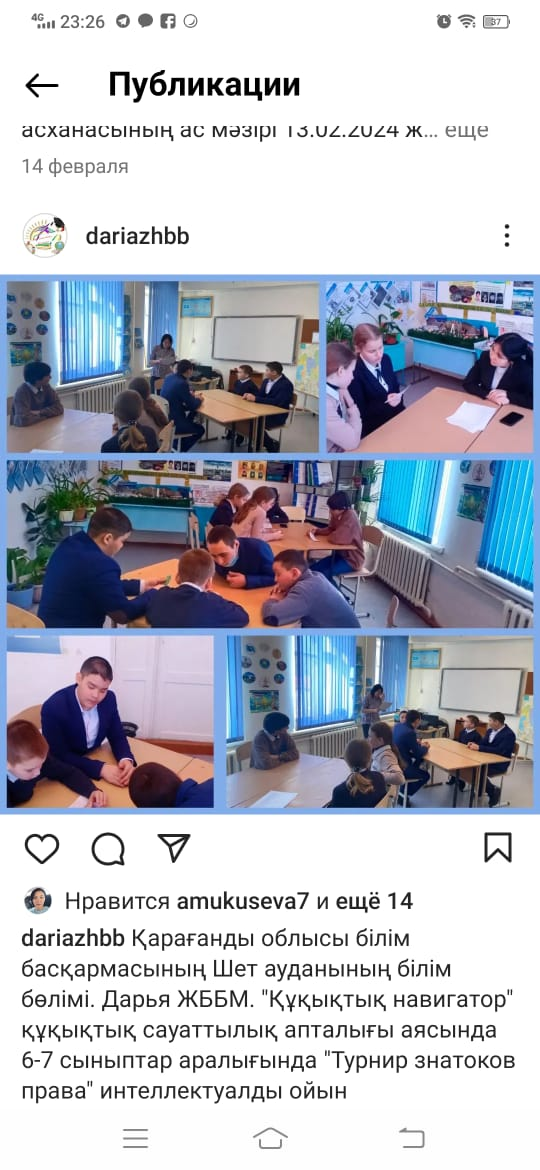 4G 23:26
37
Публикации
асханасының ас мәзірі 13.02.2024 ж... ещё
14 февраля
dariazhbb
Нравится amukuseva7 и ещё 14
dariazhbb Қарағанды облысы білім
басқармасының Шет ауданының білім
бөлімі. Дарья ЖББМ. "Құқықтық навигатор"
құқықтық сауаттылық апталығы аясында
6-7 сыныптар аралығында "Турнир знатоков
права" интеллектуалды ойын